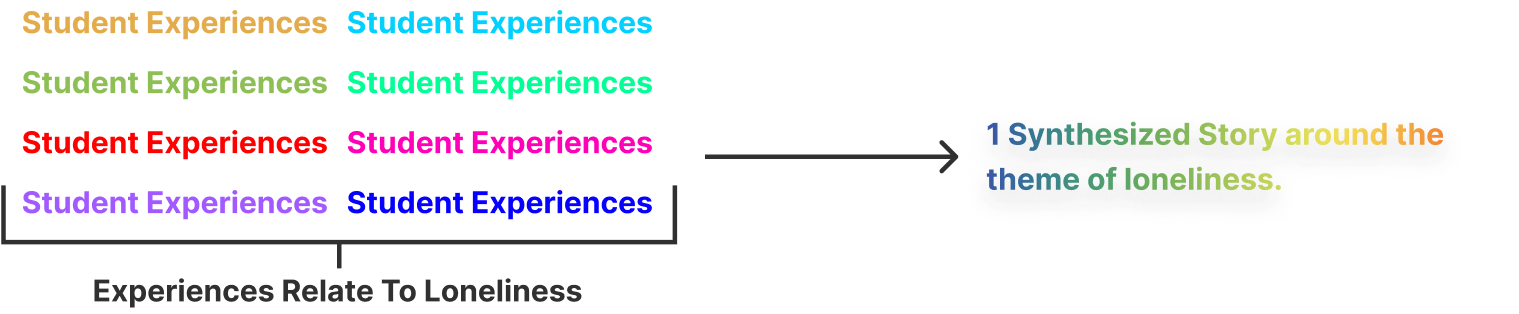 Student Experiences Student Experiences
Student Experiences Student Experiences
Student Experiences Student Experiences
Student Experiences Student Experiences
Experiences Relate To Loneliness
1 Synthesized Story around the
theme of loneliness.